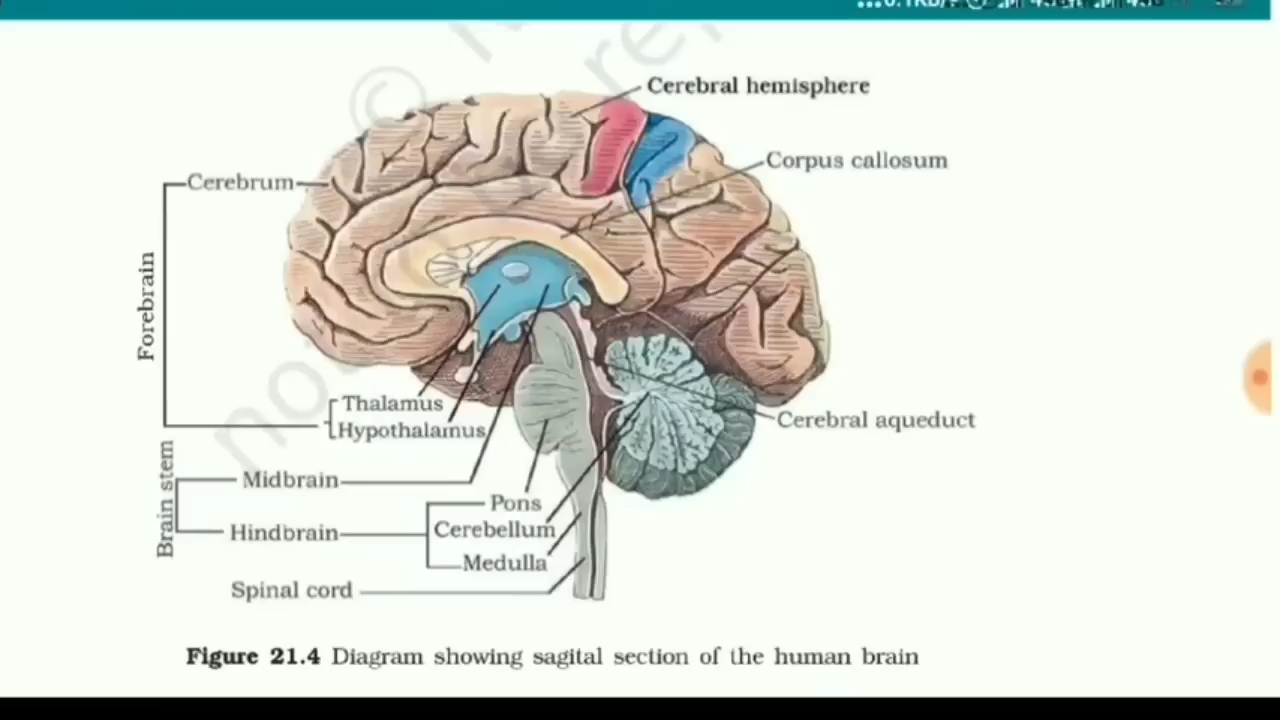 Cerebral hemisphere
Corpus callosum
Cerebrum
Forebrain
Thalamus
Hypothalamus
Cerebral aqueduct
Brain stem
Midbrain
Pons
Hindbrain
Cerebellum
Medulla
Spinal cord
Figure 21.4 Diagram showing sagital section of the human brain